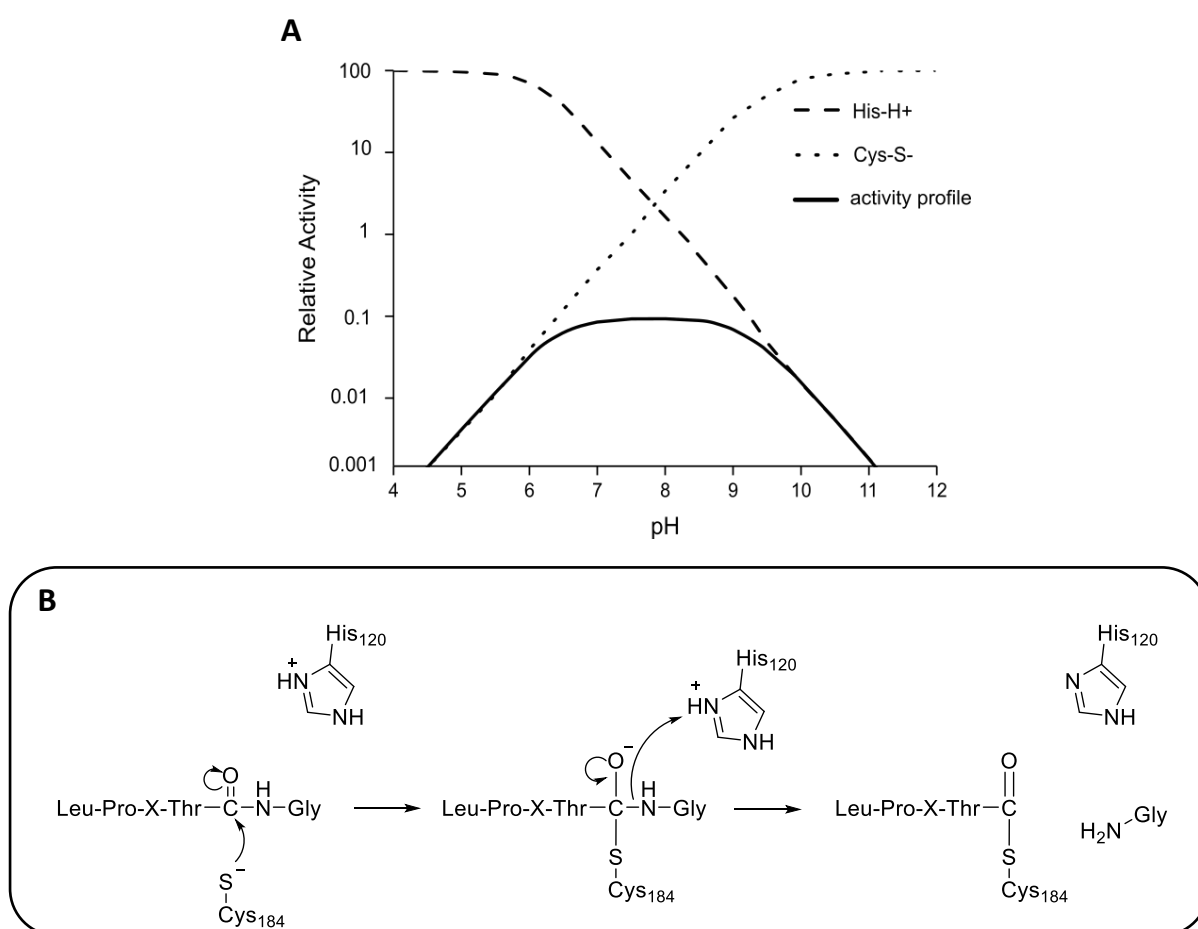 A
100
10
1
0.1
0.01
0.001
Relative Activity
4 5 6 7 8 9 10 11 12
pH
His-H+
Cys-S-
activity profile
B
His120
+
HN
NH
O
H
Leu-Pro-X-Thr C N Gly
S−
Cys184
His120
+
HN
NH
O−
H
Leu-Pro-X-Thr C N Gly
S
Cys184
His120
N
NH
O
Leu-Pro-X-Thr C
H2N Gly
S
Cys184